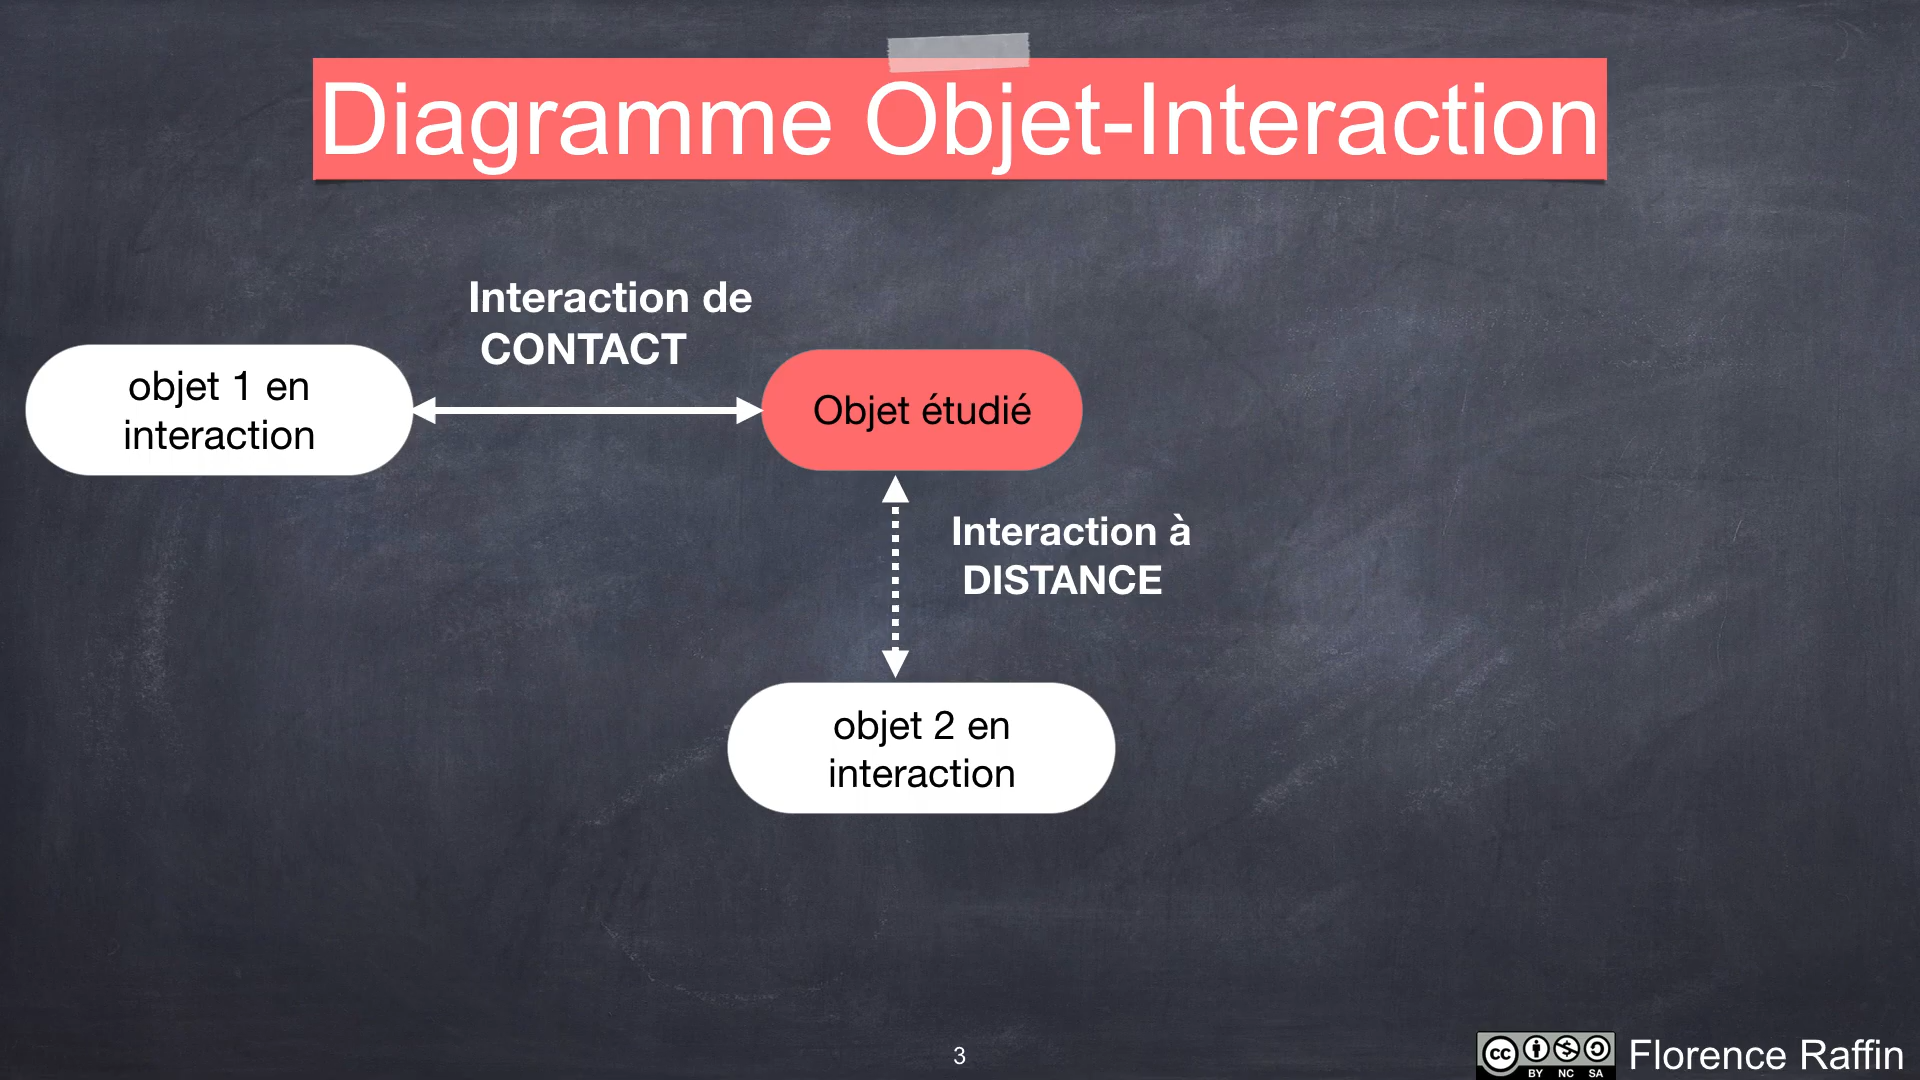 Diagramme Objet-Interaction
Interaction de
CONTACT
objet 1 en
interaction
Objet étudié
Interaction à
DISTANCE
objet 2 en
interaction
3
cc
BY NC SA
Florence Raffin